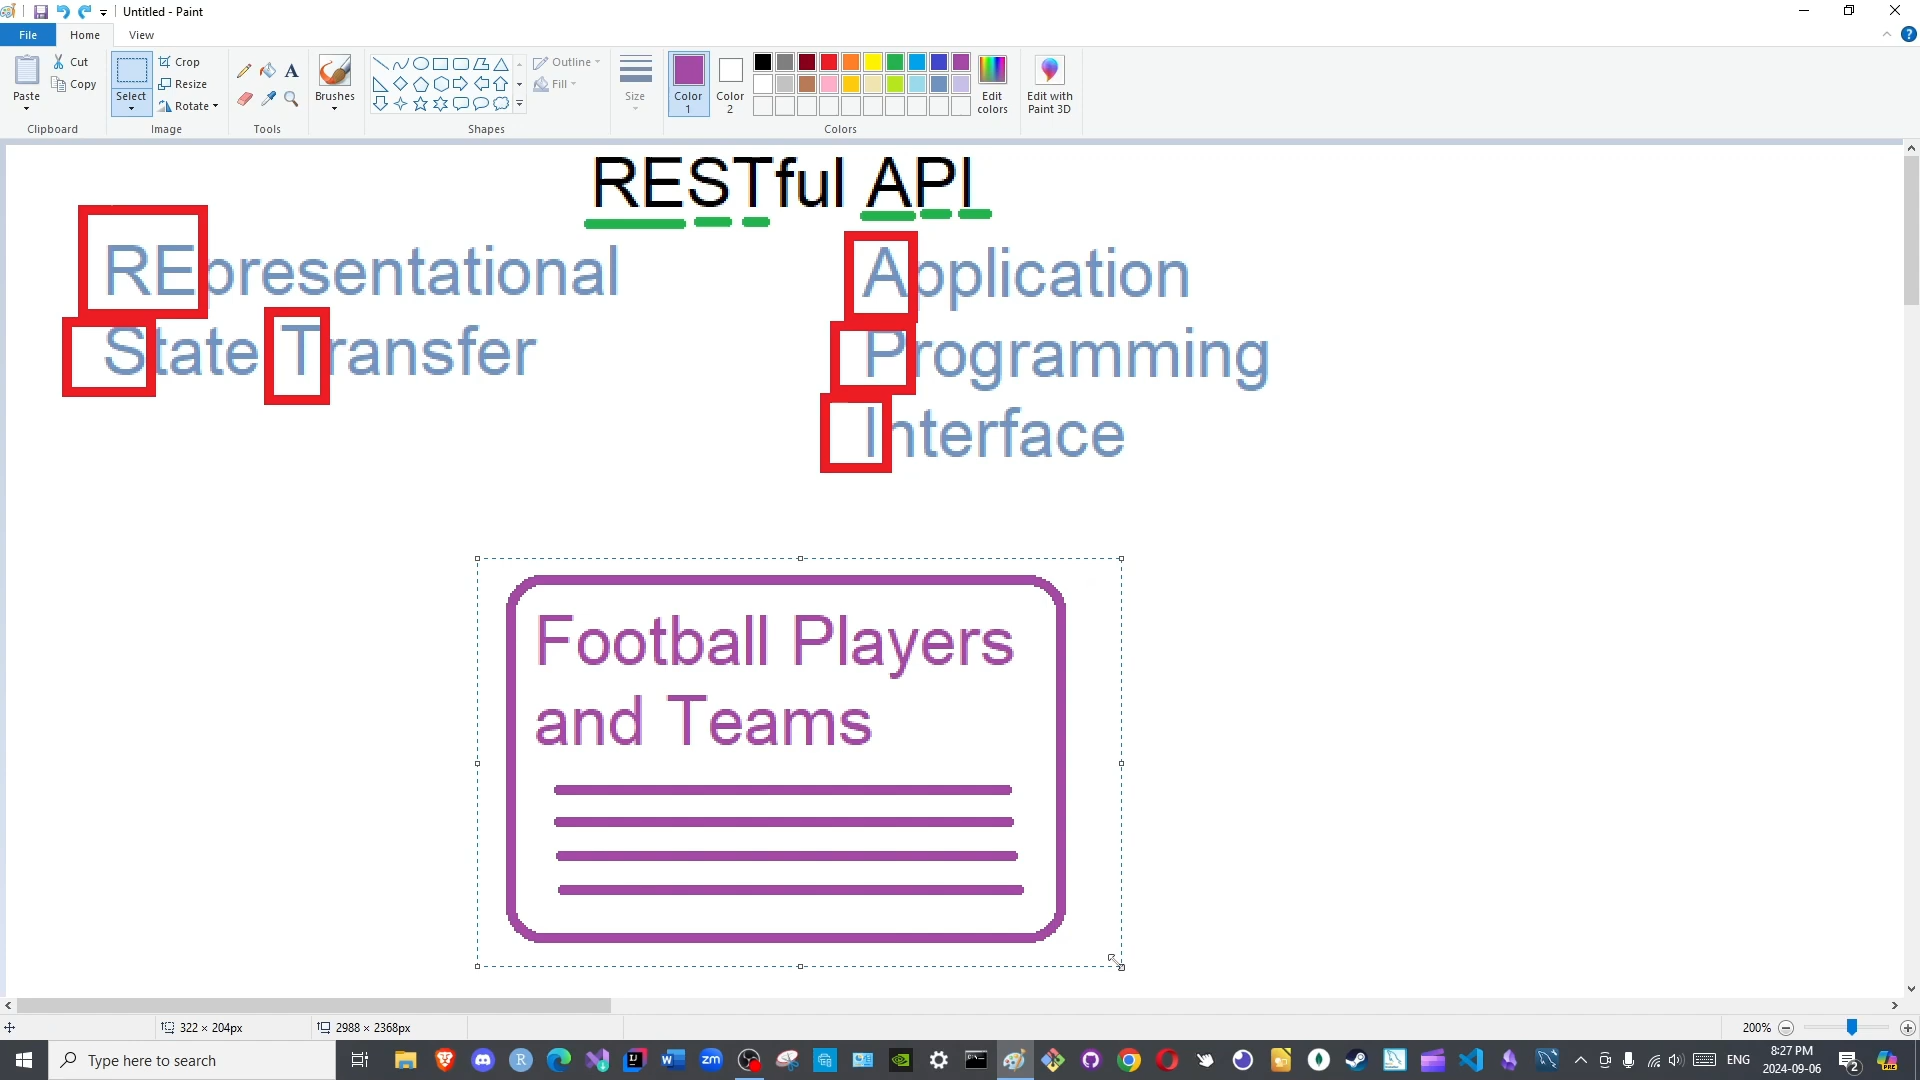 Untitled - Paint
File
Home
View
Paste
Cut
Copy
Clipboard
Select
Crop
Resize
Rotate
Image
Tools
Brushes
Shapes
Outline
Fill
Size
Color
1
Color
2
Colors
Edit
colors
Edit with
Paint 3D
RESTful API
REpresentational
State Transfer
Application
Programming
Interface
Football Players
and Teams
322 × 204px
2988 × 2368px
200%
Type here to search
ENG
8:27 PM
2024-09-06
2